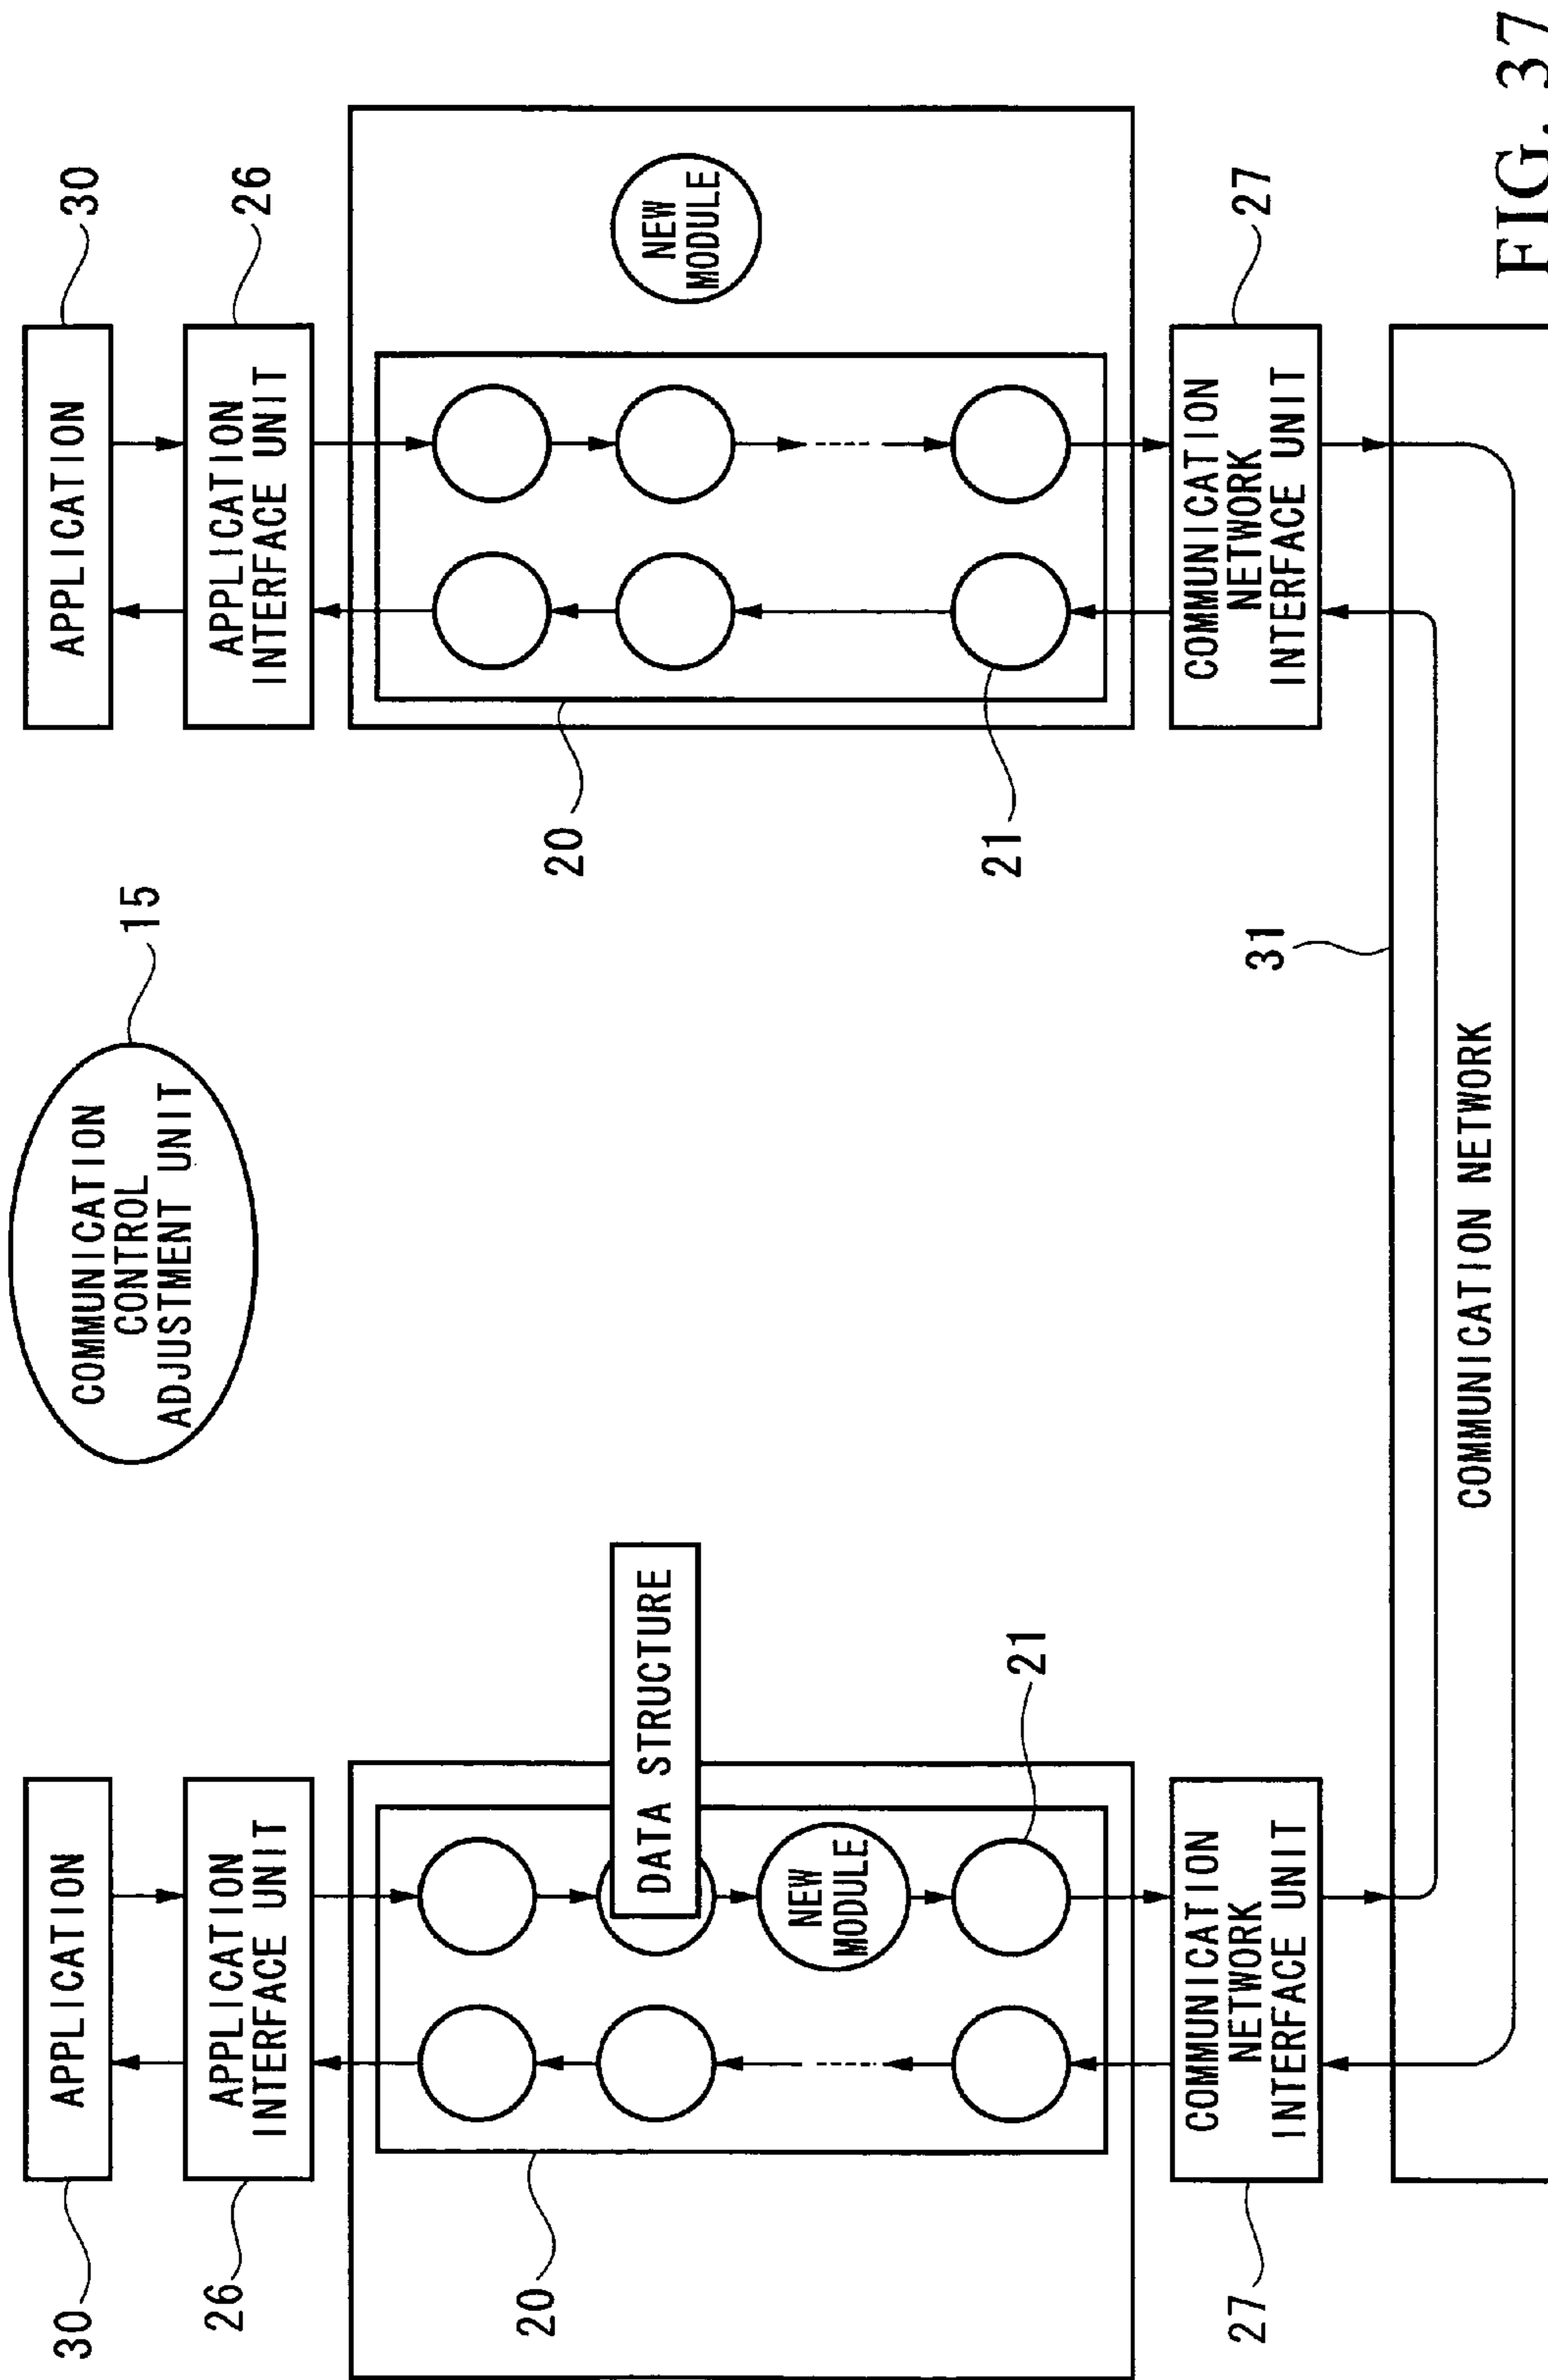 COMMUNICATION
CONTROL
ADJUSTMENT UNIT
15
30
APPLICATION
26
APPLICATION
INTERFACE UNIT
20
DATA STRUCTURE
NEW
MODULE
21
27
COMMUNICATION
NETWORK
INTERFACE UNIT
APPLICATION
30
APPLICATION
INTERFACE UNIT
26
NEW
MODULE
20
21
COMMUNICATION
NETWORK
INTERFACE UNIT
27
31
COMMUNICATION NETWORK
FIG. 37